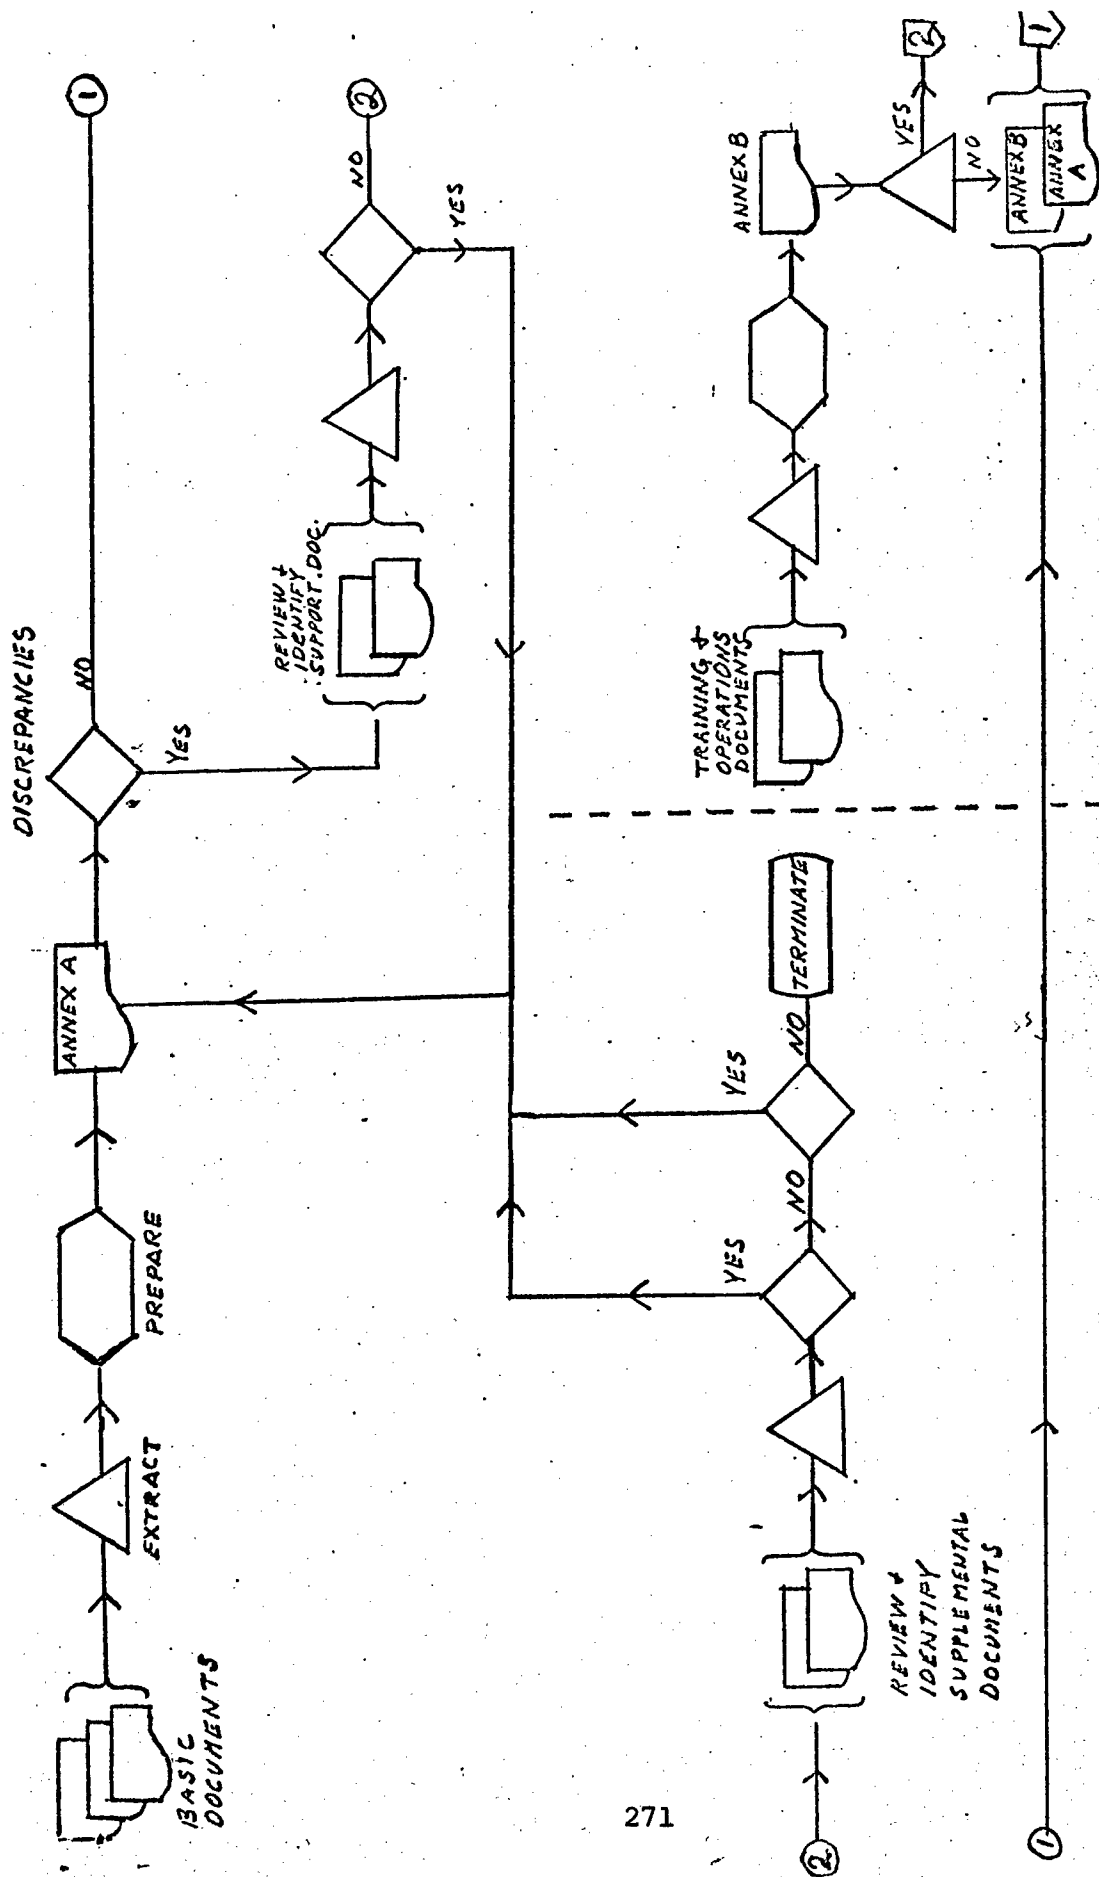 DISCREPANCIES
BASIC
DOCUMENTS
EXTRACT
PREPARE
ANNEX A
NO
1
YES
REVIEW &
IDENTIFY
SUPPORT. DOC.
NO
2
YES
2
REVIEW &
IDENTIFY
SUPPLEMENTAL
DOCUMENTS
YES
NO
YES
NO
TERMINATE
TRAINING &
OPERATIONS
DOCUMENTS
ANNEX B
YES
2
NO
1
ANNEX B
ANNEX
A
1
271